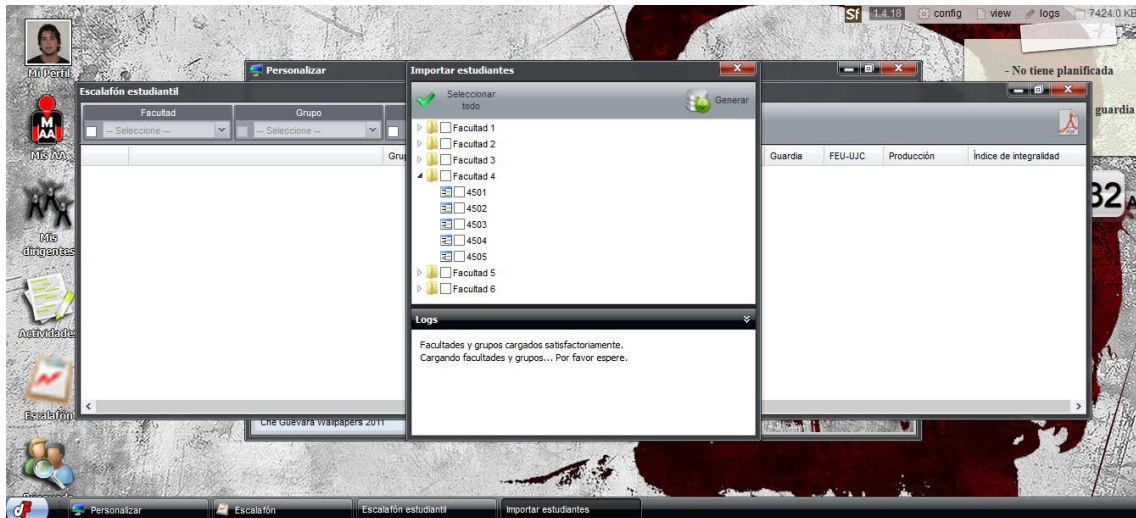 Sf 1.4.18 config view logs 7424.0 KB
Mi Perfil
Personalizar
Importar estudiantes
- No tiene planificada
guardia
Escalafón estudiantil
Facultad Grupo
-- Seleccione -- -- Seleccione --
Seleccionar
todo
Generar
PDF
MAA
Mis AA
Guardia FEU-UJC Producción Índice de integralidad
Facultad 1
Facultad 2
Facultad 3
Facultad 4
4501
4502
4503
4504
4505
Facultad 5
Facultad 6
Mis
dirigentes
32
Actividades
Logs
Facultades y grupos cargados satisfactoriamente.
Cargando facultades y grupos... Por favor espere.
Escalafón
Che Guevara Wallpapers 2011
Personalizar Escalafón Escalafón estudiantil Importar estudiantes